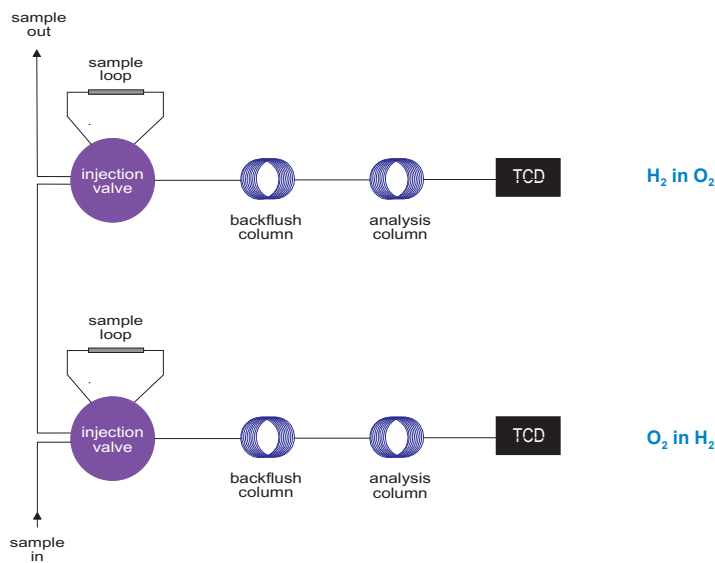 sample
out
sample
loop
injection
valve
TCD
H₂ in O₂
backflush
column
analysis
column
sample
loop
injection
valve
TCD
O₂ in H₂
backflush
column
analysis
column
sample
in